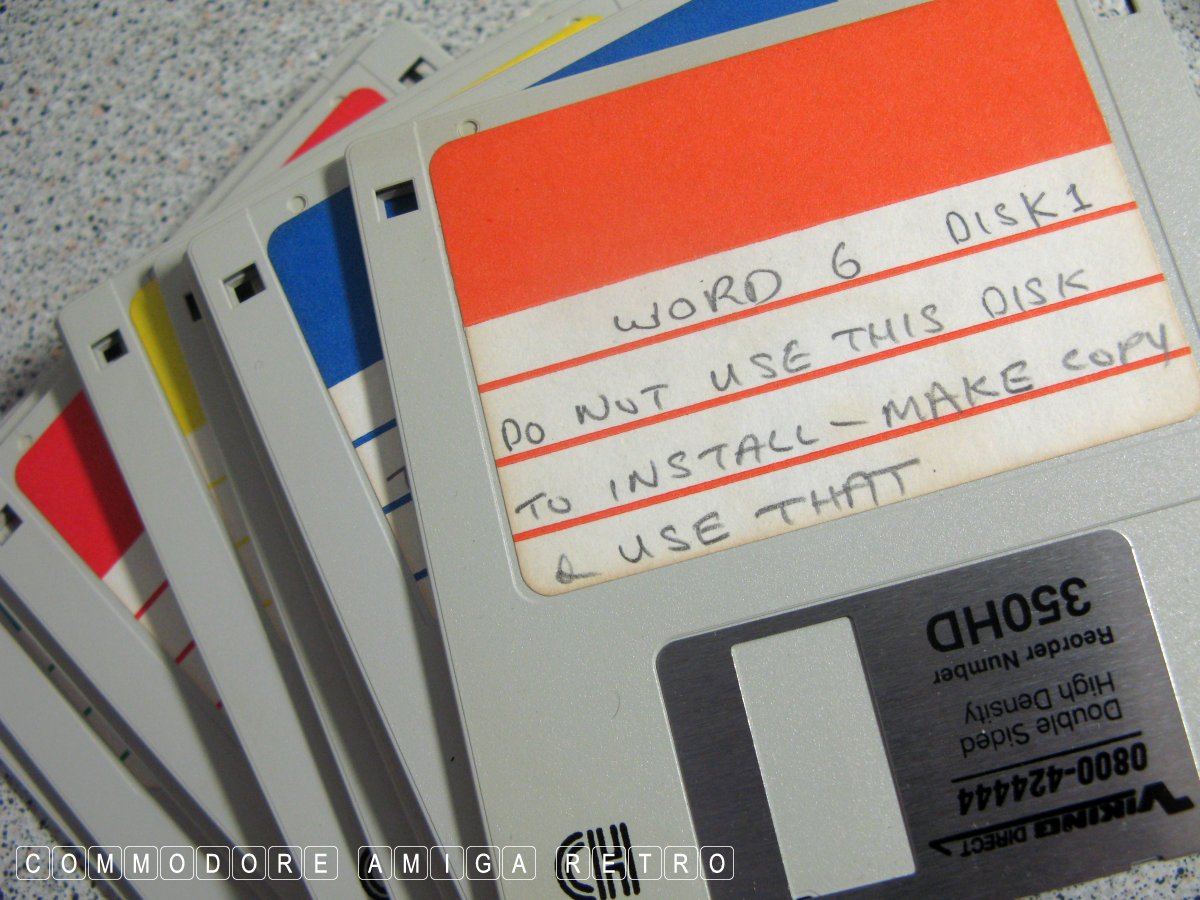 WORD 6 DISK1
DO NOT USE THIS DISK
TO INSTALL - MAKE COPY
& USE THAT.
VIKING DIRECT
0800-424444
Double Sided
High Density
Reorder Number
350HD
COMMODORE AMIGA RETRO